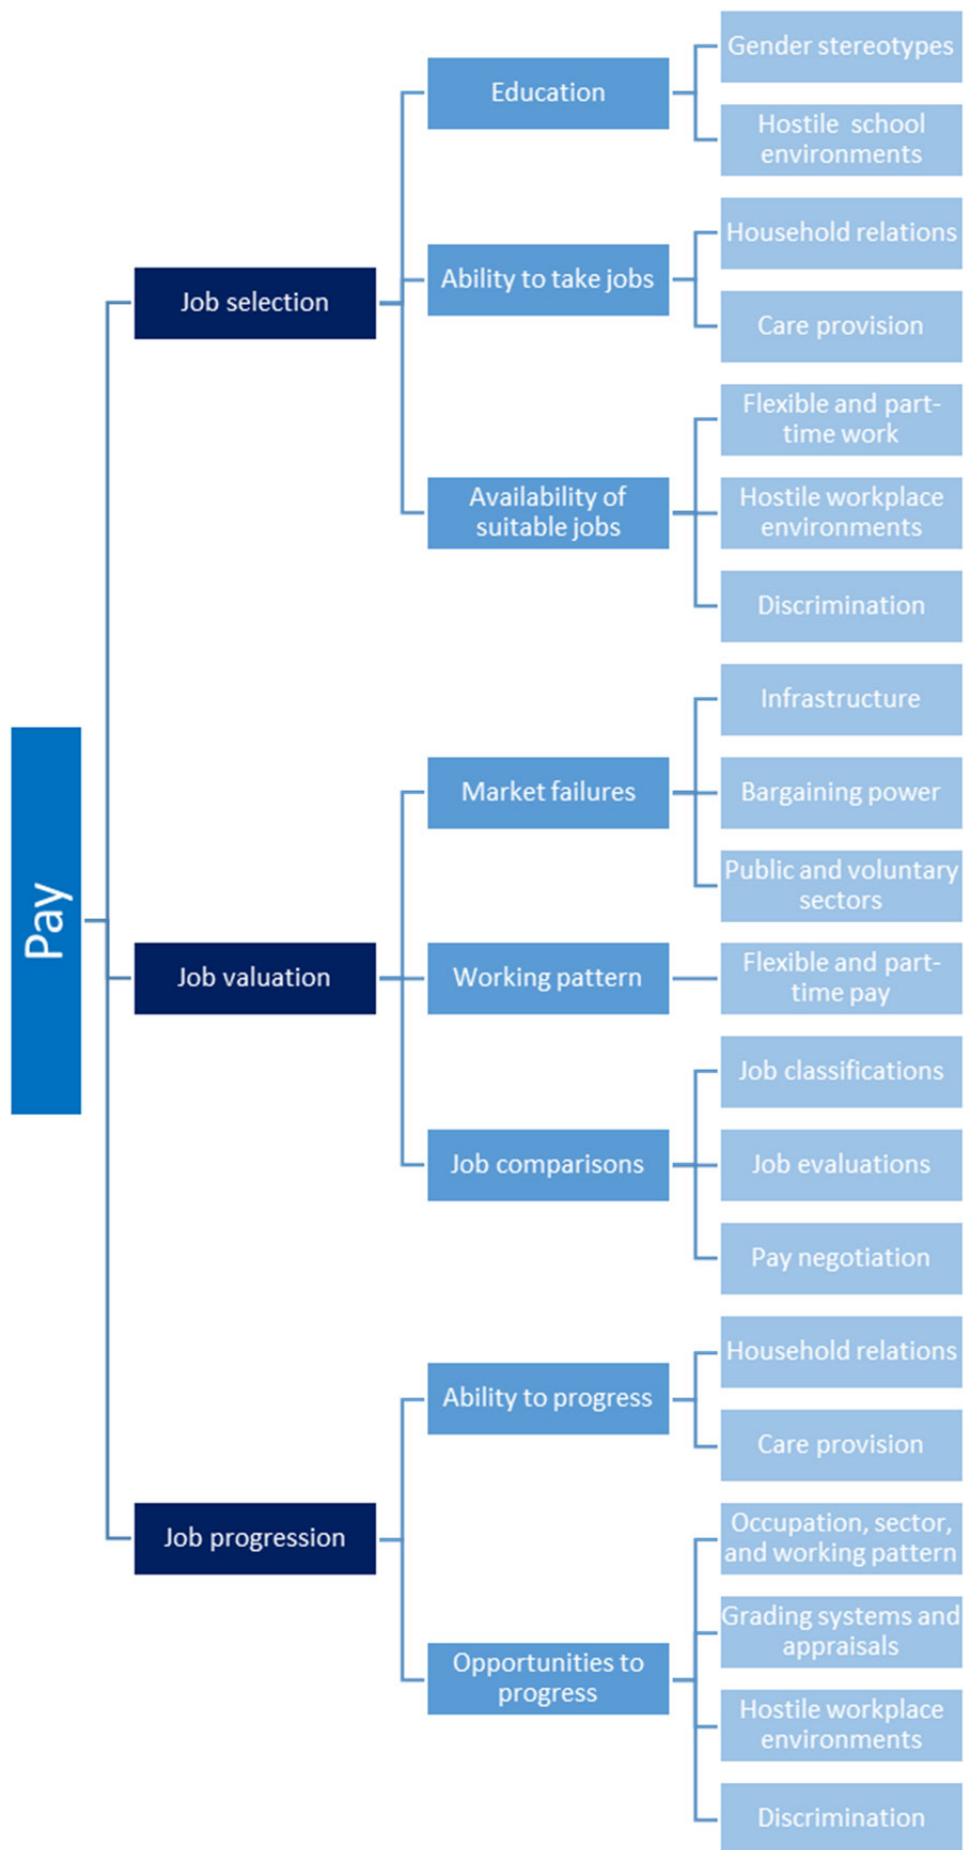 Gender stereotypes
Education
Hostile school
environments
Household relations
Ability to take jobs
Job selection
Care provision
Flexible and part-
time work
Availability of
suitable jobs
Hostile workplace
environments
Discrimination
Infrastructure
Market failures
Bargaining power
Public and voluntary
sectors
Pay
Job valuation
Working pattern
Flexible and part-
time pay
Job classifications
Job comparisons
Job evaluations
Pay negotiation
Household relations
Ability to progress
Care provision
Job progression
Occupation, sector,
and working pattern
Grading systems and
appraisals
Opportunities to
progress
Hostile workplace
environments
Discrimination